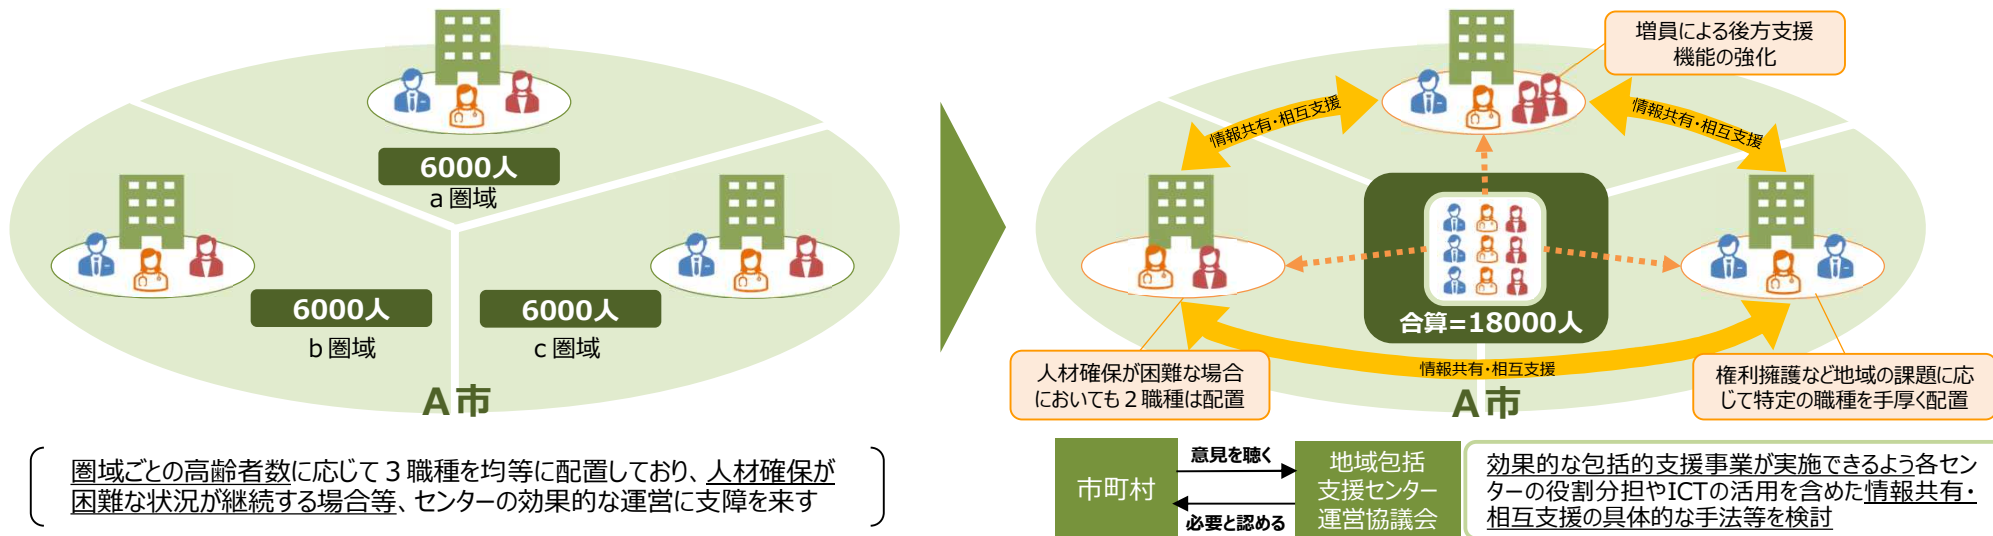 6000人
a圏域
6000人
b圏域
6000人
c圏域
A市
圏域ごとの高齢者数に応じて３職種を均等に配置しており、人材確保が
困難な状況が継続する場合等、センターの効果的な運営に支障を来す
増員による後方支援
機能の強化
情報共有・相互支援
情報共有・相互支援
合算=18000人
情報共有・相互支援
人材確保が困難な場合
においても２職種は配置
権利擁護など地域の課題に応
じて特定の職種を手厚く配置
A市
市町村
意見を聴く
必要と認める
地域包括
支援センター
運営協議会
効果的な包括的支援事業が実施できるよう各セン
ターの役割分担やICTの活用を含めた情報共有・
相互支援の具体的な手法等を検討